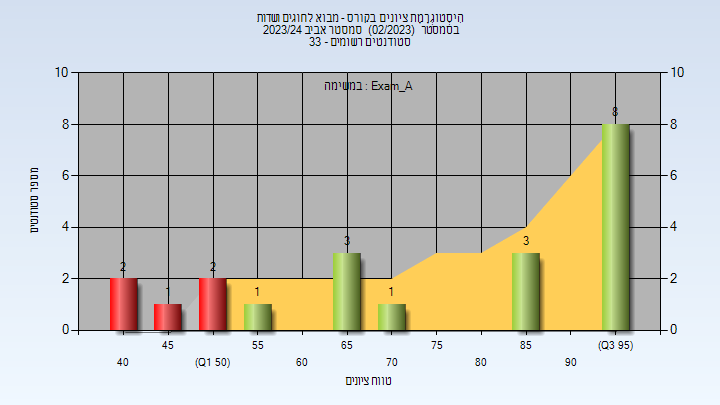 היסטוגרמת ציונים בקורס - מבוא לחוגים ושדות
בסמסטר (02/2023) סמסטר אביב 2023/24
סטודנטים רשומים - 33
במשימה : Exam_A
10 10
8 8
6 6
4 4
2 2
0 0
2 1 2 1 3 1 3 8
מספר סטודנטים
45 55 65 75 85 (Q3 95)
40 (Q1 50) 60 70 80 90
טווח ציונים